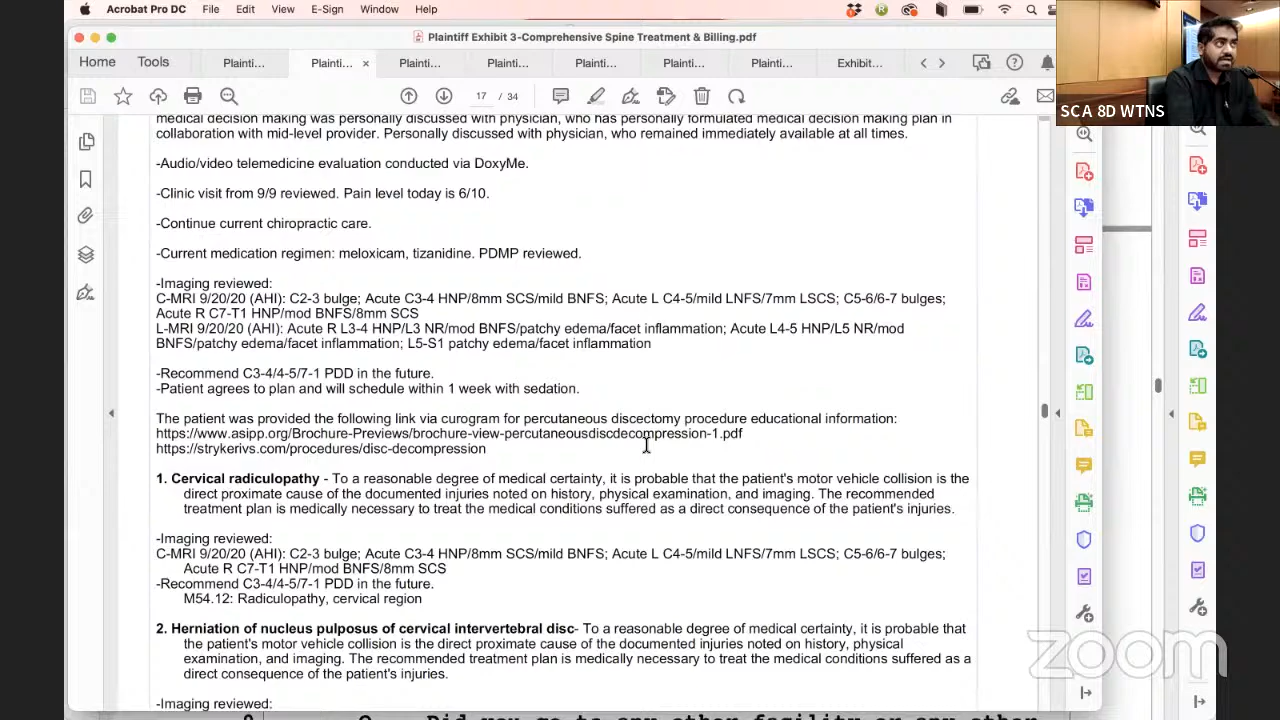 Acrobat Pro DC File Edit View E-Sign Window Help
Plaintiff Exhibit 3-Comprehensive Spine Treatment & Billing.pdf
Home Tools Plainti... Plainti... × Plainti... Plainti... Plainti... Plainti... Plainti... Exhibit...
17 / 34
SCA 8D WTNS
medical decision making was personally discussed with physician, who has personally formulated medical decision making plan in
collaboration with mid-level provider. Personally discussed with physician, who remained immediately available at all times.
-Audio/video telemedicine evaluation conducted via DoxyMe.
-Clinic visit from 9/9 reviewed. Pain level today is 6/10.
-Continue current chiropractic care.
-Current medication regimen: meloxicam, tizanidine. PDMP reviewed.
-Imaging reviewed:
C-MRI 9/20/20 (AHI): C2-3 bulge; Acute C3-4 HNP/8mm SCS/mild BNFS; Acute L C4-5/mild LNFS/7mm LSCS; C5-6/6-7 bulges;
Acute R C7-T1 HNP/mod BNFS/8mm SCS
L-MRI 9/20/20 (AHI): Acute R L3-4 HNP/L3 NR/mod BNFS/patchy edema/facet inflammation; Acute L4-5 HNP/L5 NR/mod
BNFS/patchy edema/facet inflammation; L5-S1 patchy edema/facet inflammation
-Recommend C3-4/4-5/7-1 PDD in the future.
-Patient agrees to plan and will schedule within 1 week with sedation.
The patient was provided the following link via curogram for percutaneous discectomy procedure educational information:
https://www.asipp.org/Brochure-Previews/brochure-view-percutaneousdiscdecompression-1.pdf
https://strykerivs.com/procedures/disc-decompression
1. Cervical radiculopathy - To a reasonable degree of medical certainty, it is probable that the patient's motor vehicle collision is the
direct proximate cause of the documented injuries noted on history, physical examination, and imaging. The recommended
treatment plan is medically necessary to treat the medical conditions suffered as a direct consequence of the patient's injuries.
-Imaging reviewed:
C-MRI 9/20/20 (AHI): C2-3 bulge; Acute C3-4 HNP/8mm SCS/mild BNFS; Acute L C4-5/mild LNFS/7mm LSCS; C5-6/6-7 bulges;
Acute R C7-T1 HNP/mod BNFS/8mm SCS
-Recommend C3-4/4-5/7-1 PDD in the future.
M54.12: Radiculopathy, cervical region
2. Herniation of nucleus pulposus of cervical intervertebral disc- To a reasonable degree of medical certainty, it is probable that
the patient's motor vehicle collision is the direct proximate cause of the documented injuries noted on history, physical
examination, and imaging. The recommended treatment plan is medically necessary to treat the medical conditions suffered as a
direct consequence of the patient's injuries.
-Imaging reviewed:
zoom
Did you go to any other facility or any other